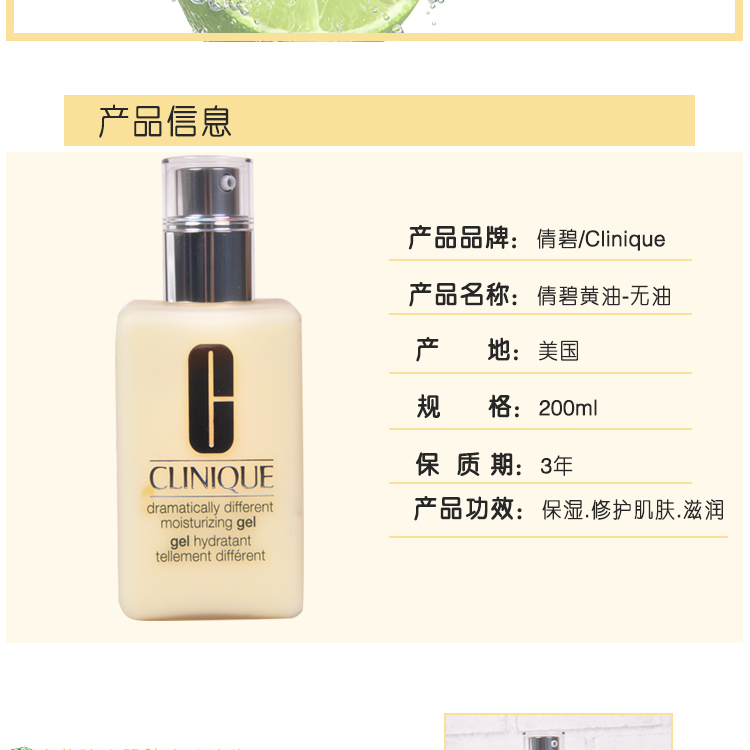 产品信息
产品品牌： 倩碧/Clinique
产品名称： 倩碧黄油-无油
产 地： 美国
规 格： 200ml
保 质 期： 3年
产品功效： 保湿.修护肌肤.滋润
CLINIQUE
dramatically different
moisturizing gel
gel hydratant
tellement différent